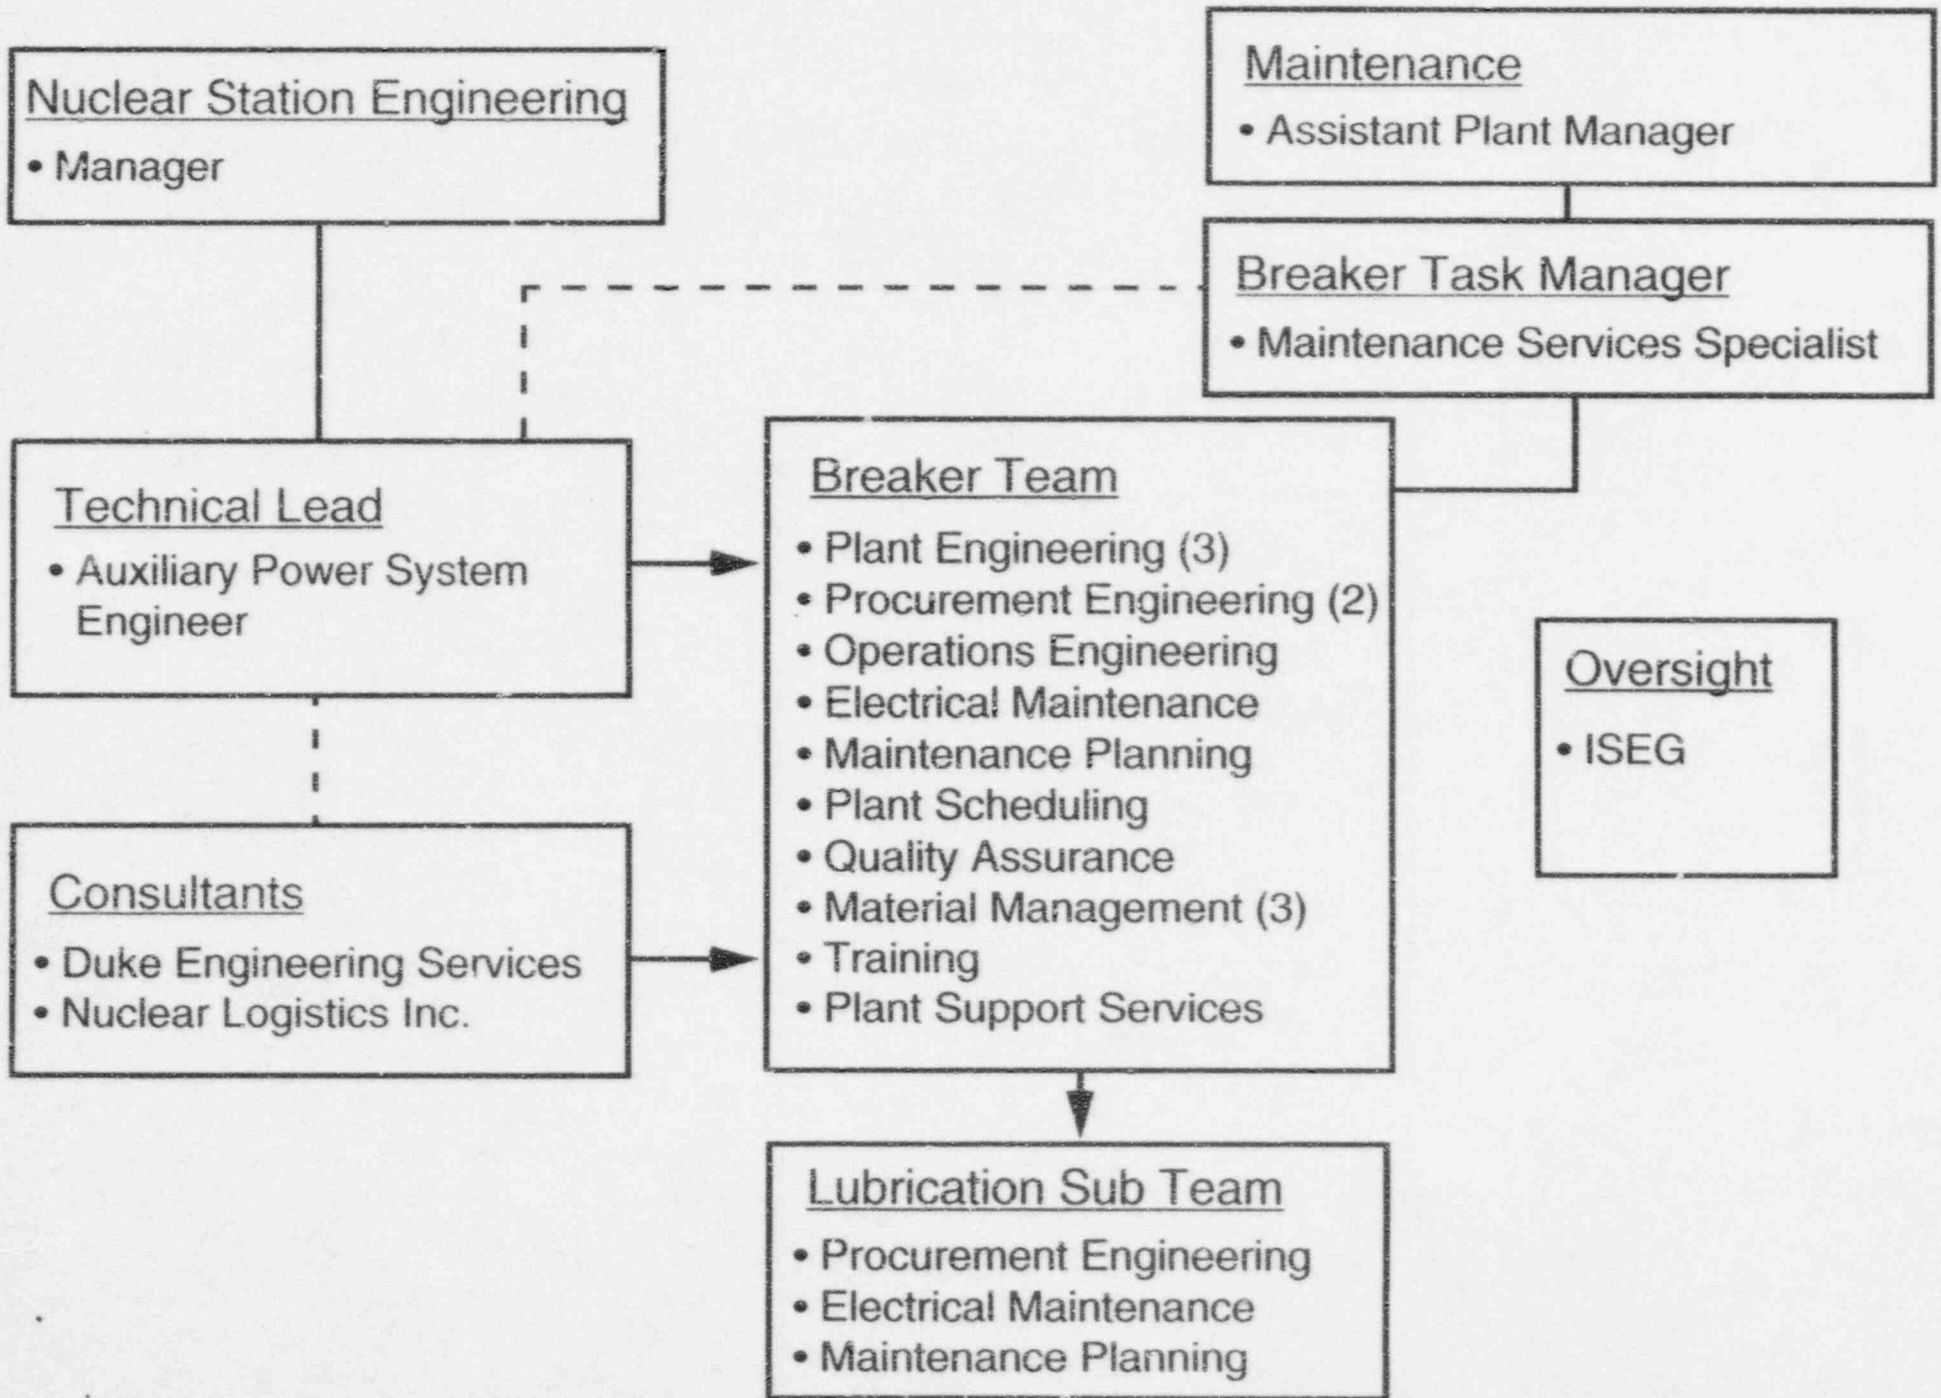 Nuclear Station Engineering
• Manager
Maintenance
• Assistant Plant Manager
Breaker Task Manager
• Maintenance Services Specialist
Technical Lead
• Auxiliary Power System
Engineer
Breaker Team
• Plant Engineering (3)
• Procurement Engineering (2)
• Operations Engineering
• Electrical Maintenance
• Maintenance Planning
• Plant Scheduling
• Quality Assurance
• Material Management (3)
• Training
• Plant Support Services
Oversight
• ISEG
Consultants
• Duke Engineering Services
• Nuclear Logistics Inc.
Lubrication Sub Team
• Procurement Engineering
• Electrical Maintenance
• Maintenance Planning